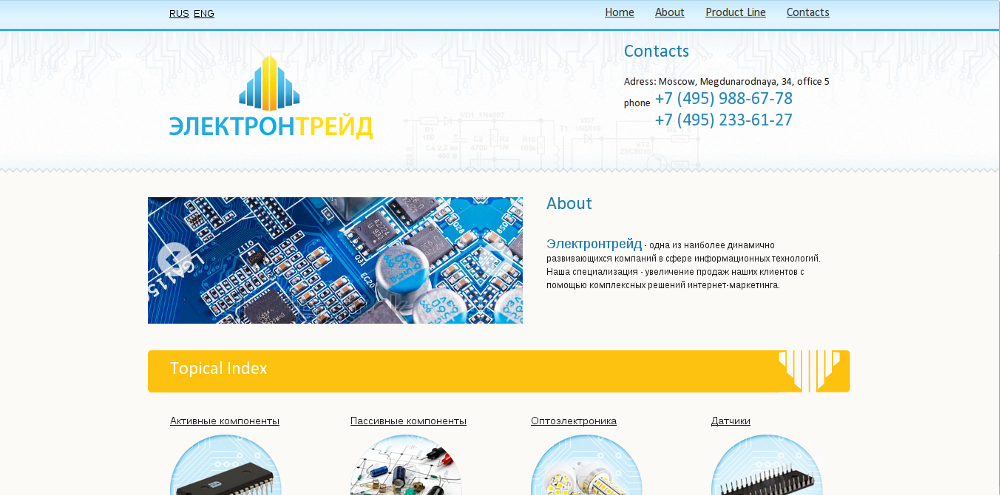 RUS ENG
Home About Product Line Contacts
Contacts
Adress: Moscow, Megdunarodnaya, 34, office 5
phone +7 (495) 988-67-78
+7 (495) 233-61-27
ЭЛЕКТРОНТРЕЙД
About
Электронтрейд - одна из наиболее динамично
развивающихся компаний в сфере информационных технологий.
Наша специализация - увеличение продаж наших клиентов с
помощью комплексных решений интернет-маркетинга.
Topical Index
Активные компоненты
Пассивные компоненты
Оптоэлектроника
Датчики